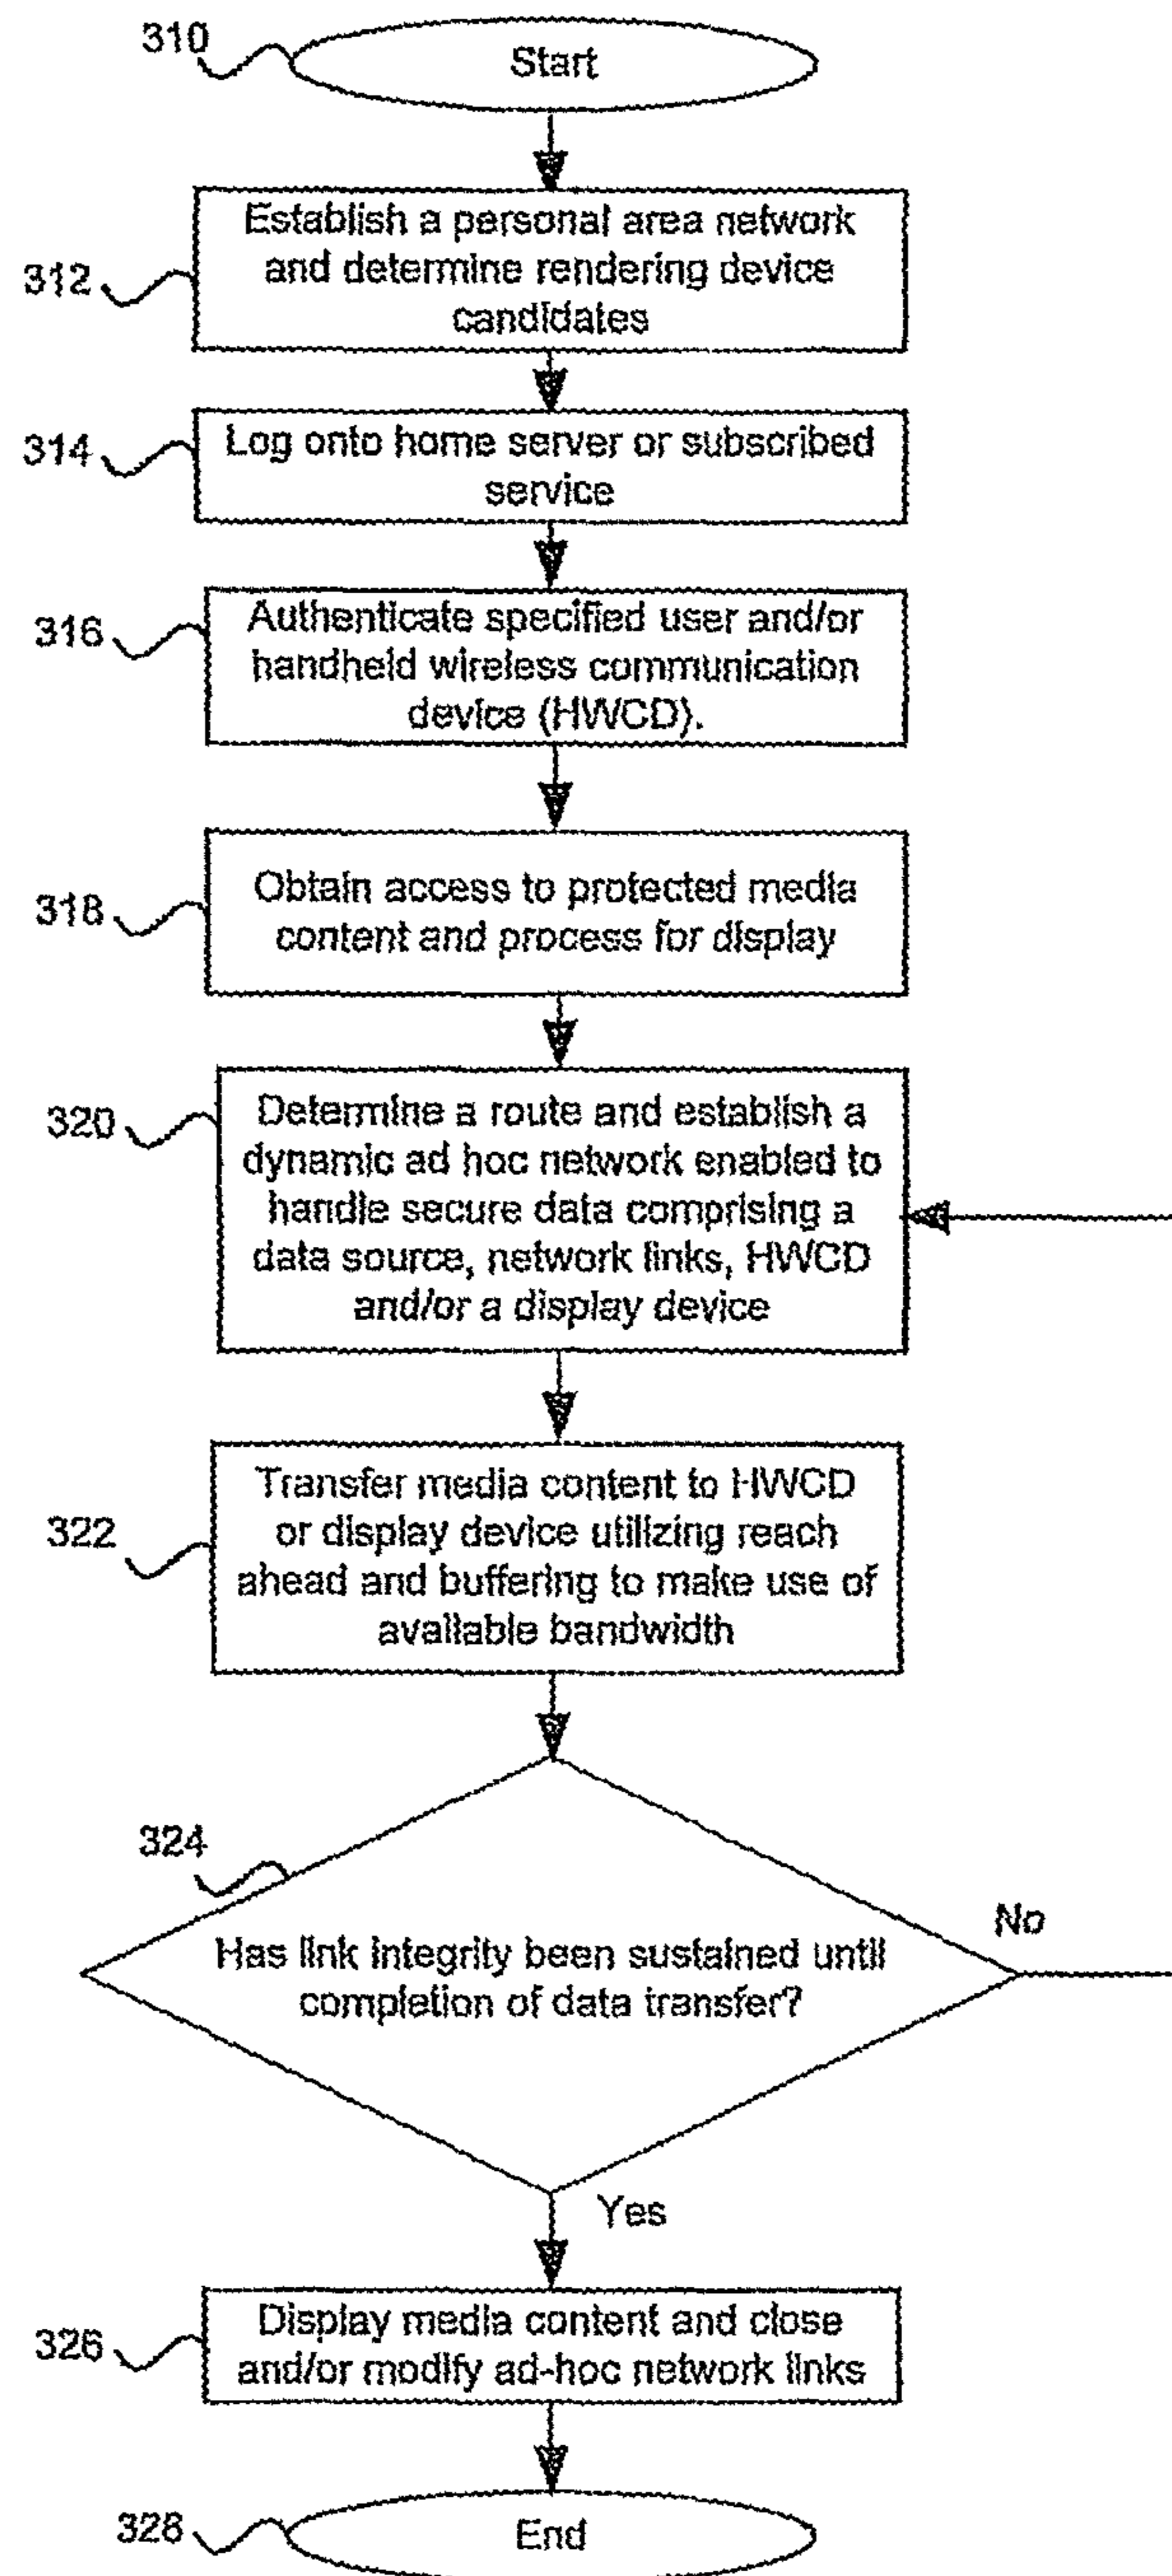 310
Start
312
Establish a personal area network
and determine rendering device
candidates
314
Log onto home server or subscribed
service
316
Authenticate specified user and/or
handheld wireless communication
device (HWCD).
318
Obtain access to protected media
content and process for display
320
Determine a route and establish a
dynamic ad hoc network enabled to
handle secure data comprising a
data source, network links, HWCD
and/or a display device
322
Transfer media content to HWCD
or display device utilizing reach
ahead and buffering to make use of
available bandwidth
324
Has link integrity been sustained until
completion of data transfer?
No
Yes
326
Display media content and close
and/or modify ad-hoc network links
328
End